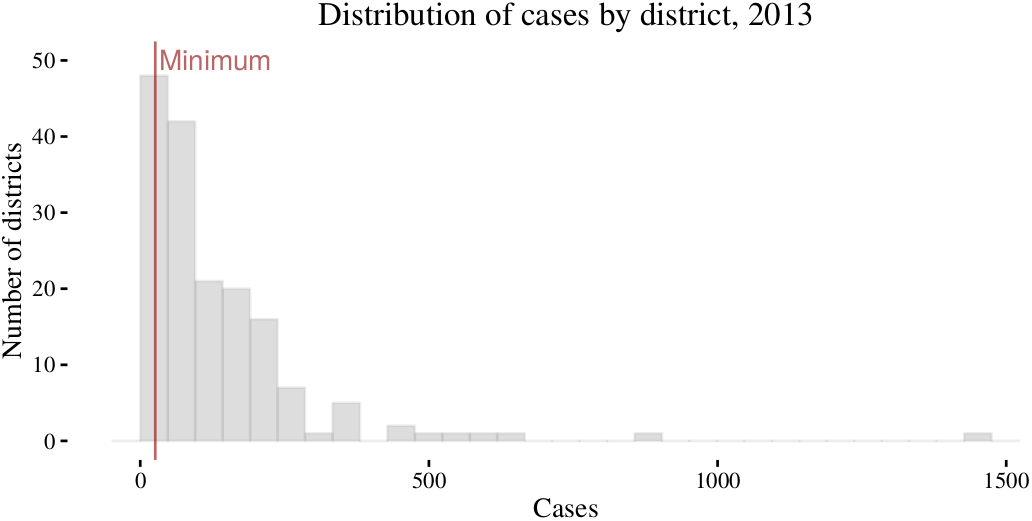 Distribution of cases by district, 2013
Minimum
50
40
30
20
10
0
Number of districts
0 500 1000 1500
Cases